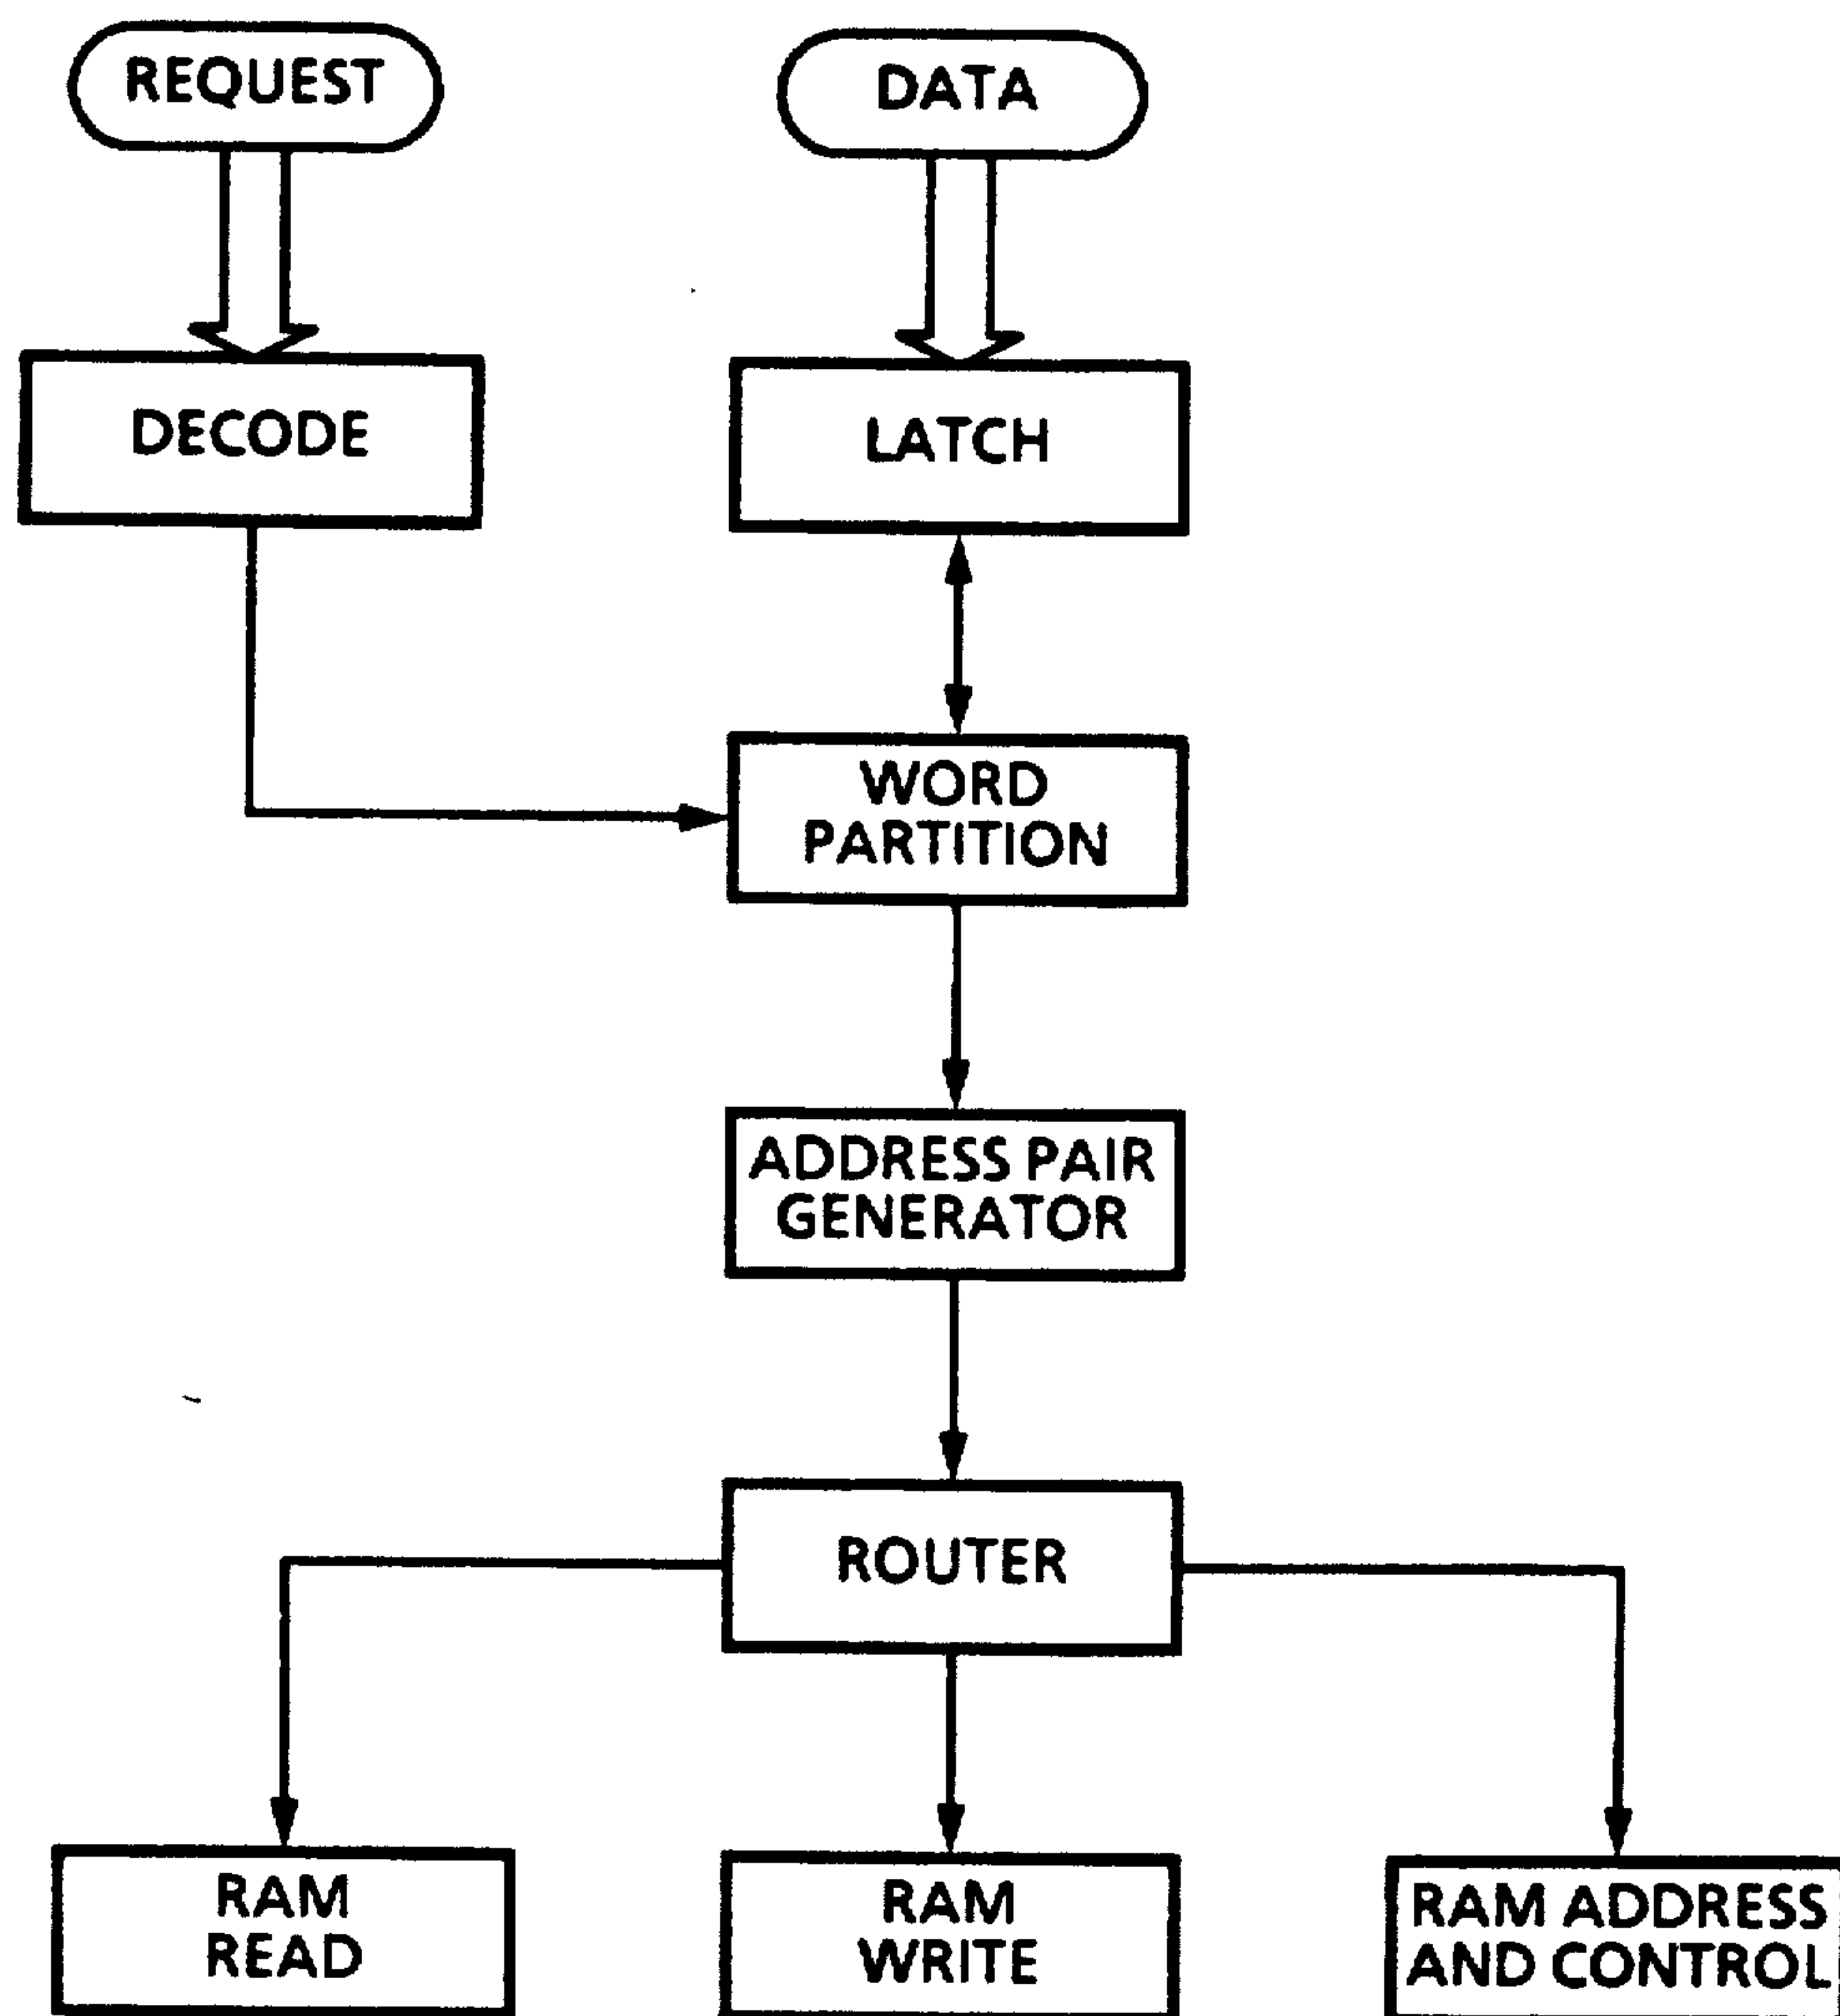 REQUEST
DATA
DECODE
LATCH
WORD
PARTITION
ADDRESS PAIR
GENERATOR
ROUTER
RAM
READ
RAM
WRITE
RAM ADDRESS
AND CONTROL